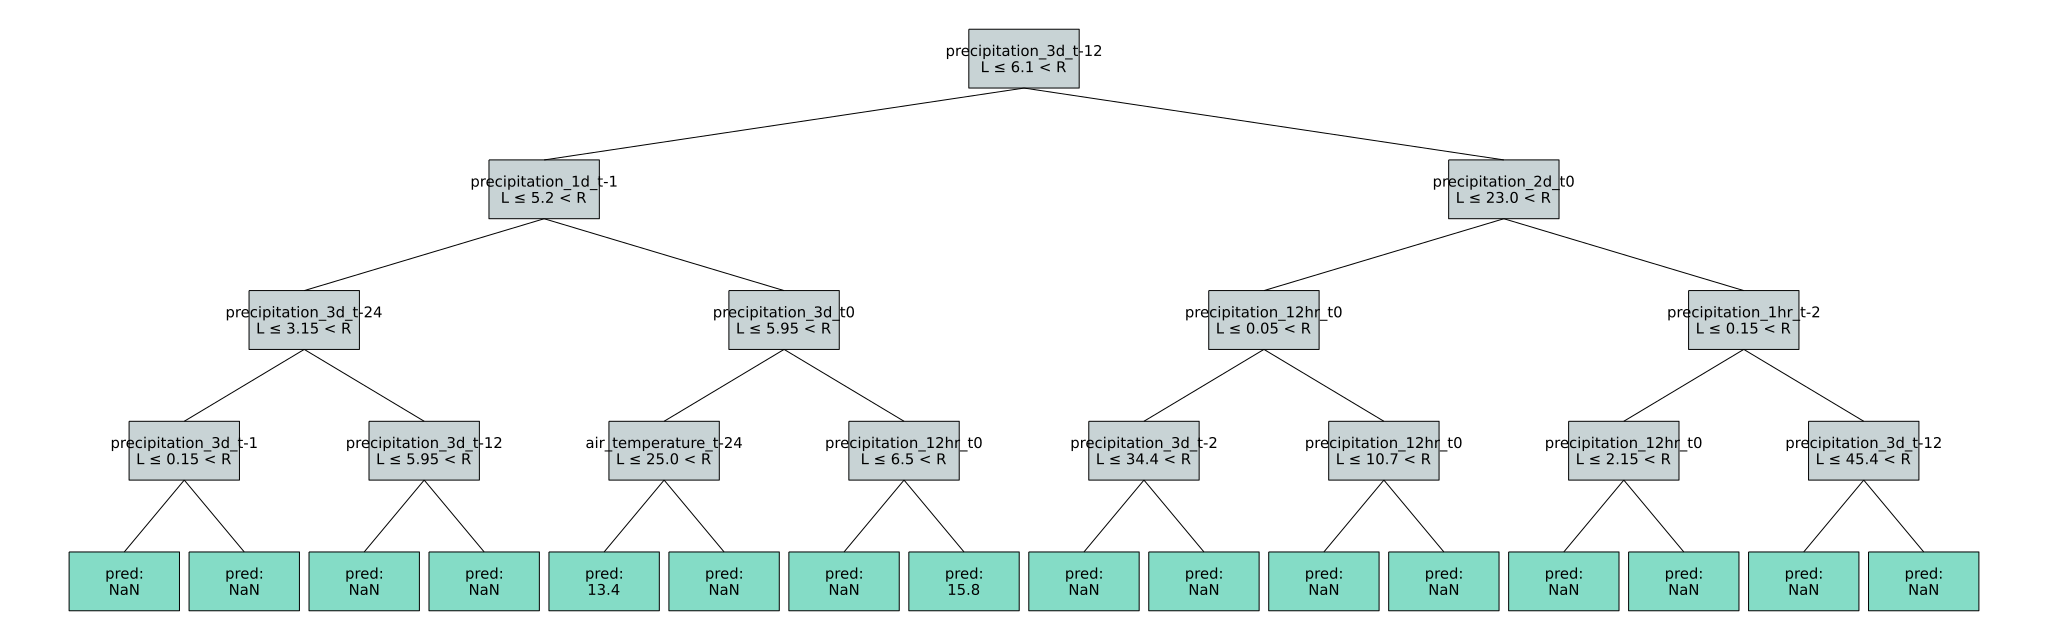 precipitation_3d_t-12
L ≤ 6.1 < R
precipitation_1d_t-1
L ≤ 5.2 < R
precipitation_2d_t0
L ≤ 23.0 < R
precipitation_3d_t-24
L ≤ 3.15 < R
precipitation_3d_t0
L ≤ 5.95 < R
precipitation_12hr_t0
L ≤ 0.05 < R
precipitation_1hr_t-2
L ≤ 0.15 < R
precipitation_3d_t-1
L ≤ 0.15 < R
precipitation_3d_t-12
L ≤ 5.95 < R
air_temperature_t-24
L ≤ 25.0 < R
precipitation_12hr_t0
L ≤ 6.5 < R
precipitation_3d_t-2
L ≤ 34.4 < R
precipitation_12hr_t0
L ≤ 10.7 < R
precipitation_12hr_t0
L ≤ 2.15 < R
precipitation_3d_t-12
L ≤ 45.4 < R
pred:
NaN
pred:
NaN
pred:
NaN
pred:
NaN
pred:
13.4
pred:
NaN
pred:
NaN
pred:
15.8
pred:
NaN
pred:
NaN
pred:
NaN
pred:
NaN
pred:
NaN
pred:
NaN
pred:
NaN
pred:
NaN